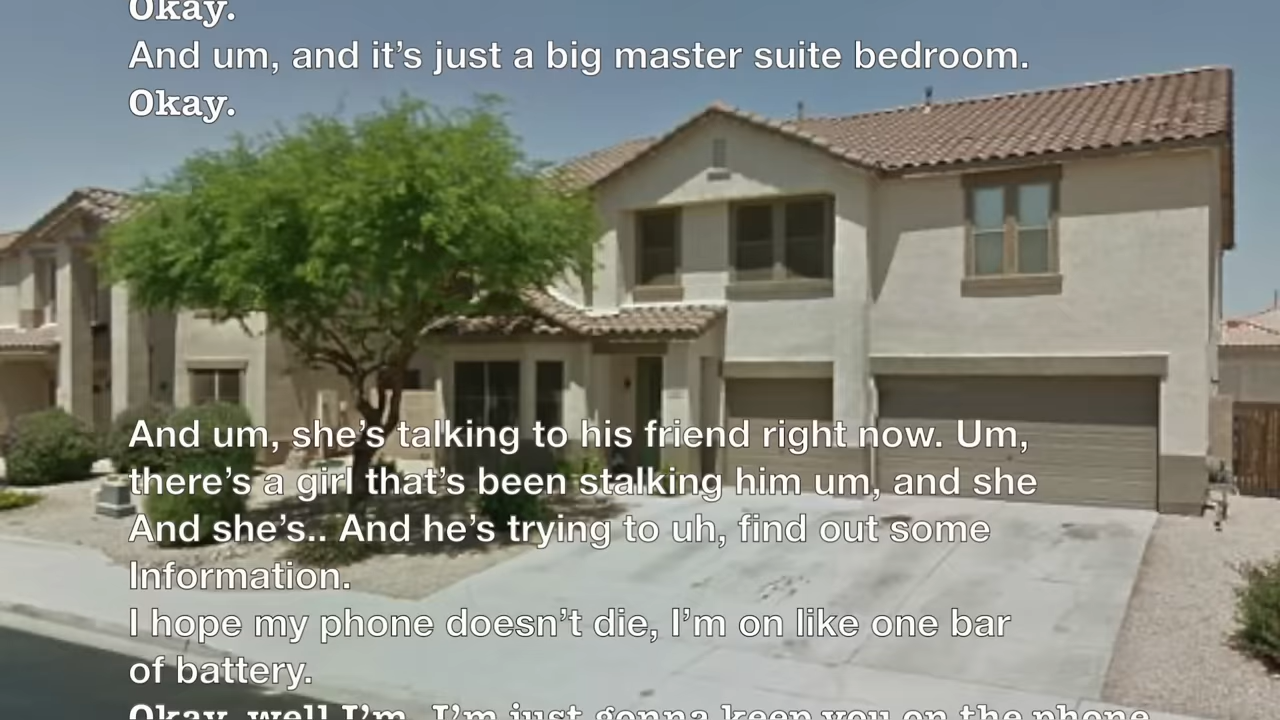 Okay.
And um, and it’s just a big master suite bedroom.
Okay.
And um, she’s talking to his friend right now. Um,
there’s a girl that’s been stalking him um, and she
And she’s.. And he’s trying to uh, find out some
Information.
I hope my phone doesn’t die, I’m on like one bar
of battery.
Okay, well I’m, I’m just gonna keep you on the phone